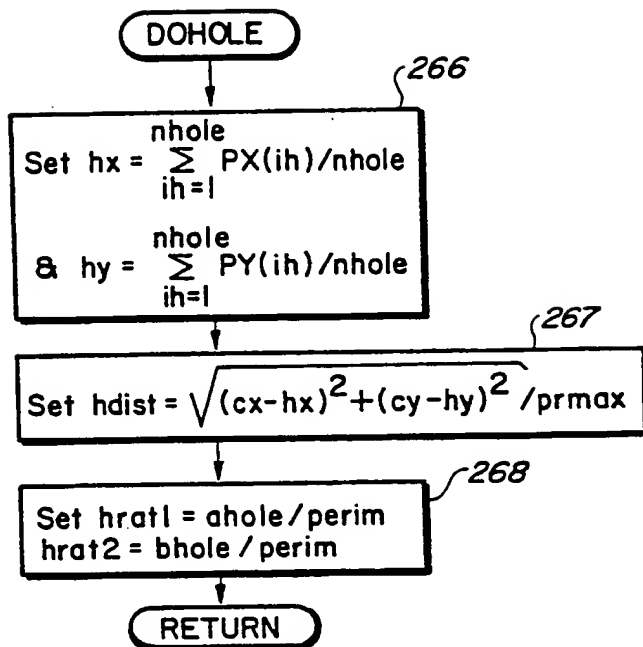 DOHOLE
266
nhole
Set hx = Σ PX(ih)/nhole
ih=1
nhole
& hy = Σ PY(ih)/nhole
ih=1
267
Set hdist = √(cx-hx)²+(cy-hy)² /prmax
268
Set hrat1 = ahole/perim
hrat2 = bhole/perim
RETURN